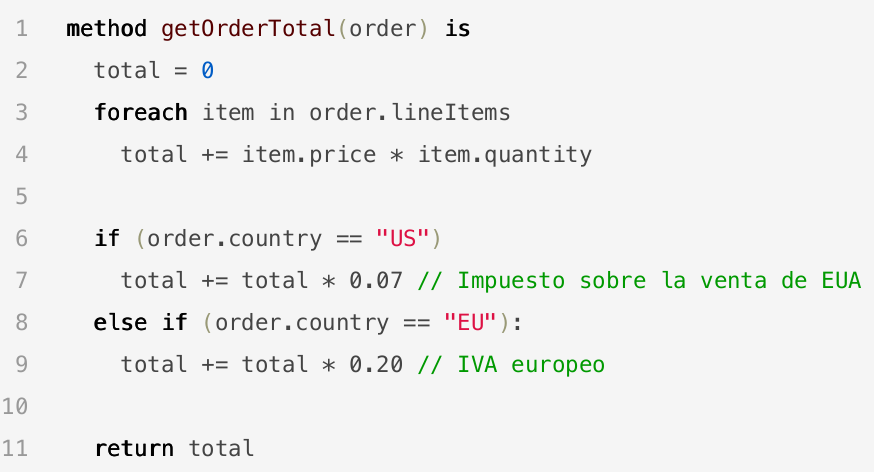 1 method getOrderTotal(order) is
2 total = 0
3 foreach item in order.lineItems
4 total += item.price * item.quantity
5
6 if (order.country == "US")
7 total += total * 0.07 // Impuesto sobre la venta de EUA
8 else if (order.country == "EU"):
9 total += total * 0.20 // IVA europeo
10
11 return total